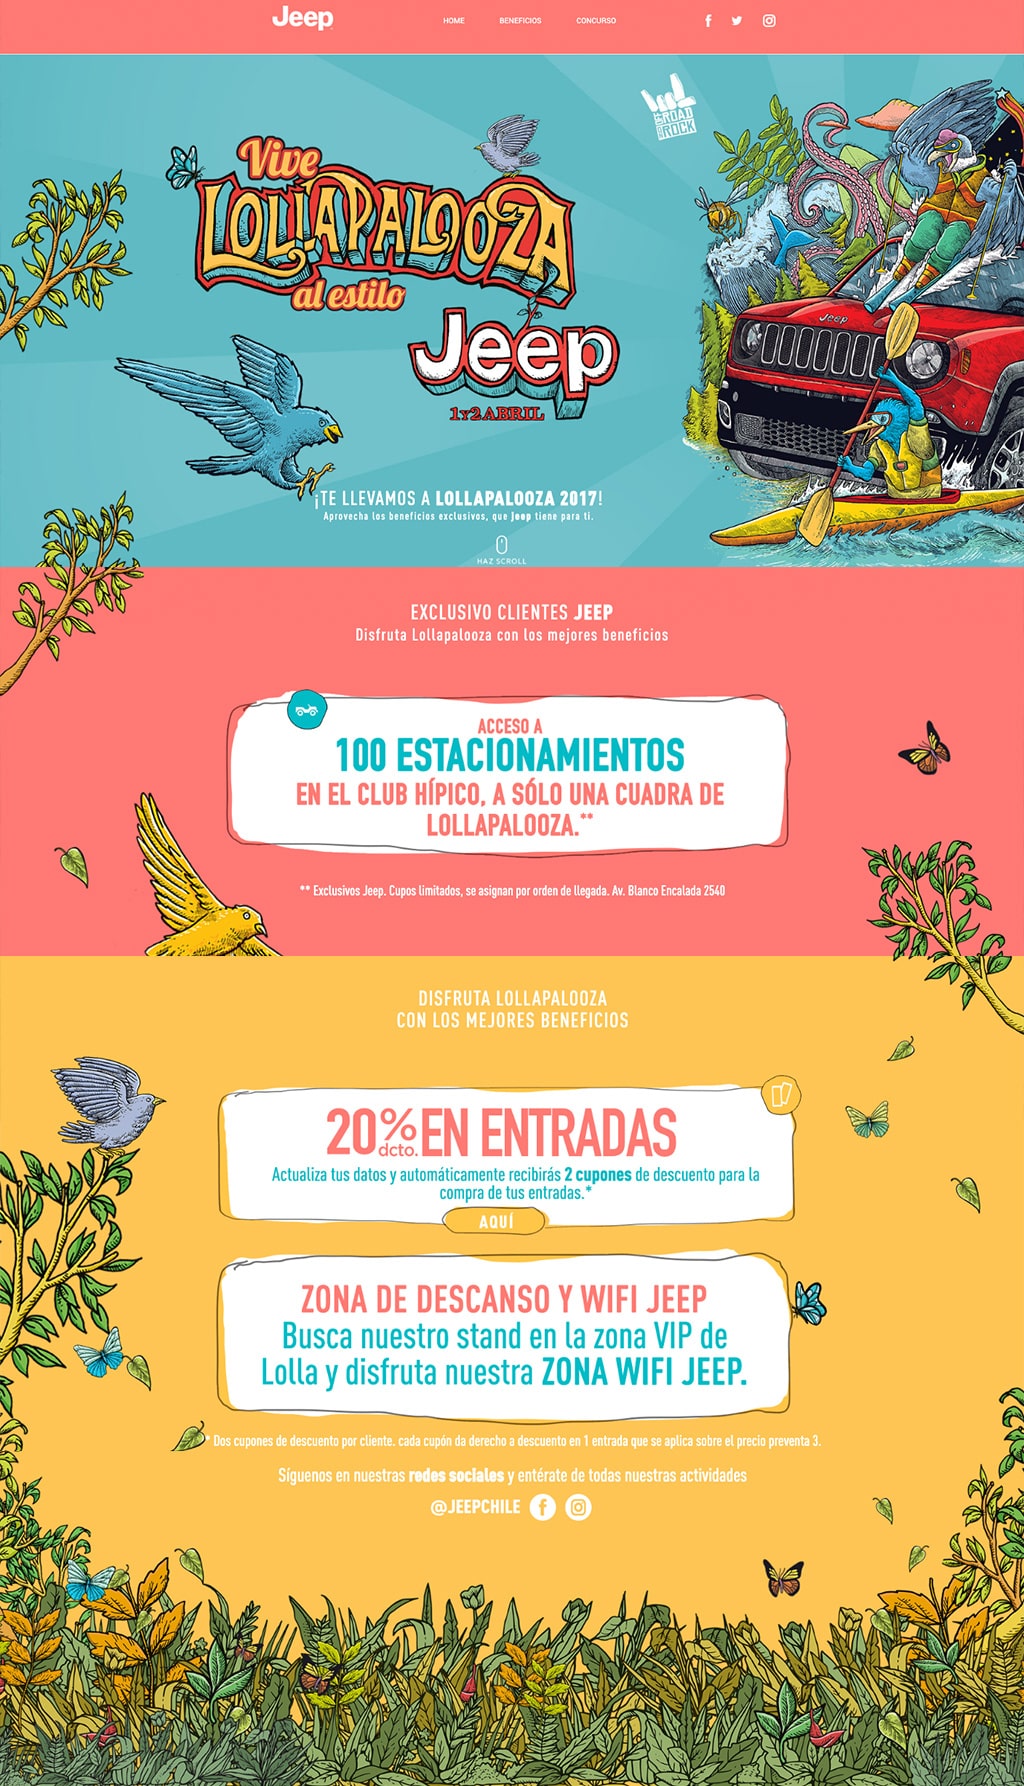 Jeep
HOME BENEFICIOS CONCURSO
ROAD
ROCK
Vive
LOLLAPALOOZA
al estilo
Jeep
1 Y 2 ABRIL
Jeep
¡TE LLEVAMOS A LOLLAPALOOZA 2017!
Aprovecha los beneficios exclusivos, que jeep tiene para ti.
HAZ SCROLL
EXCLUSIVO CLIENTES JEEP
Disfruta Lollapalooza con los mejores beneficios
ACCESO A
100 ESTACIONAMIENTOS
EN EL CLUB HÍPICO, A SÓLO UNA CUADRA DE
LOLLAPALOOZA.**
** Exclusivos Jeep. Cupos limitados, se asignan por orden de llegada. Av. Blanco Encalada 2540
DISFRUTA LOLLAPALOOZA
CON LOS MEJORES BENEFICIOS
20% dcto. EN ENTRADAS
Actualiza tus datos y automáticamente recibirás 2 cupones de descuento para la
compra de tus entradas.*
AQUÍ
ZONA DE DESCANSO Y WIFI JEEP
Busca nuestro stand en la zona VIP de
Lolla y disfruta nuestra ZONA WIFI JEEP.
* Dos cupones de descuento por cliente. cada cupón da derecho a descuento en 1 entrada que se aplica sobre el precio preventa 3.
Síguenos en nuestras redes sociales y entérate de todas nuestras actividades
@JEEPCHILE